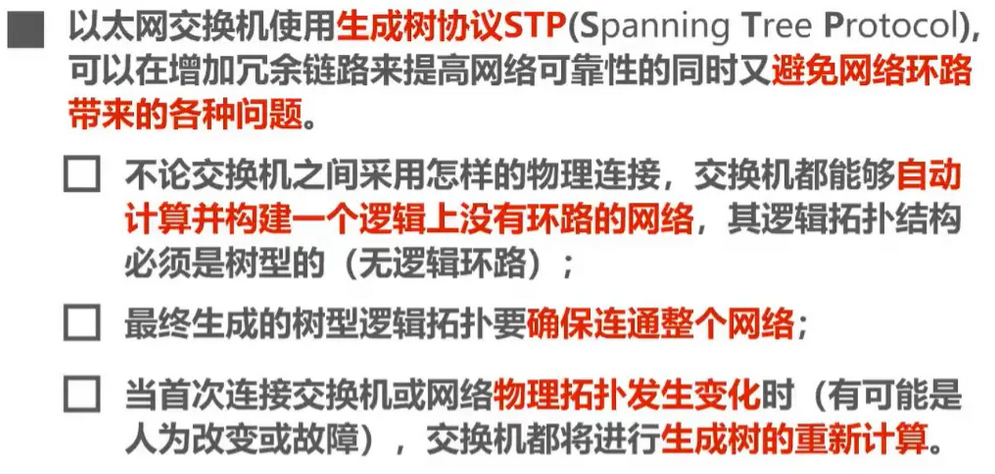 以太网交换机使用生成树协议STP(Spanning Tree Protocol),
可以在增加冗余链路来提高网络可靠性的同时又避免网络环路
带来的各种问题。
不论交换机之间采用怎样的物理连接，交换机都能够自动
计算并构建一个逻辑上没有环路的网络，其逻辑拓扑结构
必须是树型的（无逻辑环路）；
最终生成的树型逻辑拓扑要确保连通整个网络；
当首次连接交换机或网络物理拓扑发生变化时（有可能是
人为改变或故障），交换机都将进行生成树的重新计算。